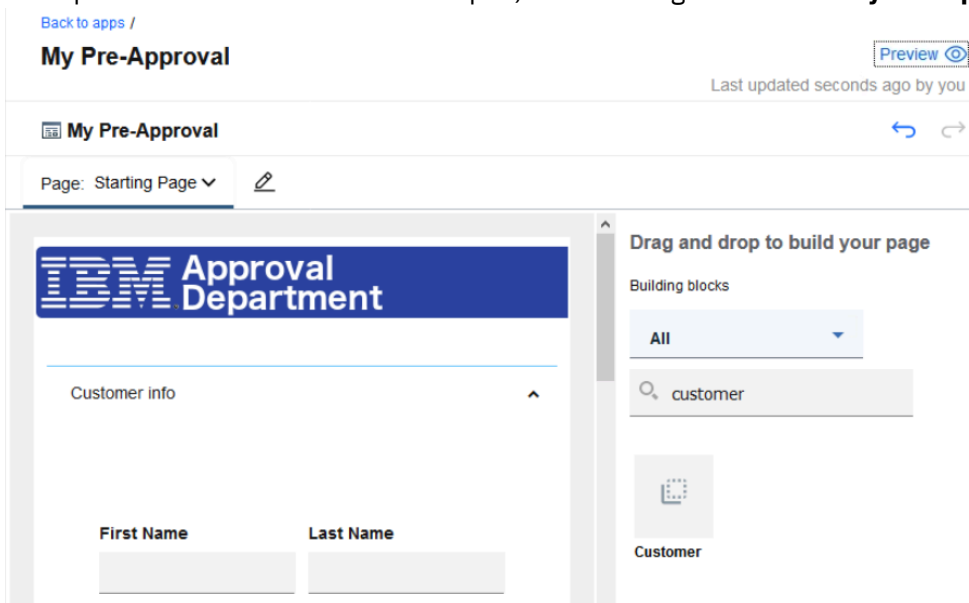 Back to apps /
My Pre-Approval
Preview
Last updated seconds ago by you
My Pre-Approval
Page: Starting Page
IBM Approval
Department
Customer info
First Name Last Name
Drag and drop to build your page
Building blocks
All
customer
Customer